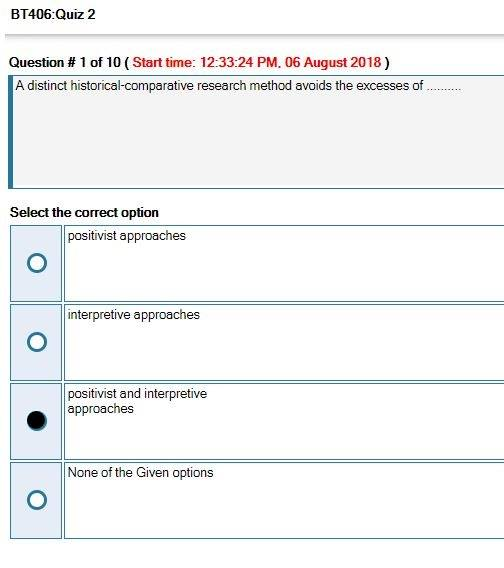 BT406:Quiz 2
Question # 1 of 10 ( Start time: 12:33:24 PM, 06 August 2018 )
A distinct historical-comparative research method avoids the excesses of ..........
Select the correct option
positivist approaches
interpretive approaches
positivist and interpretive
approaches
None of the Given options